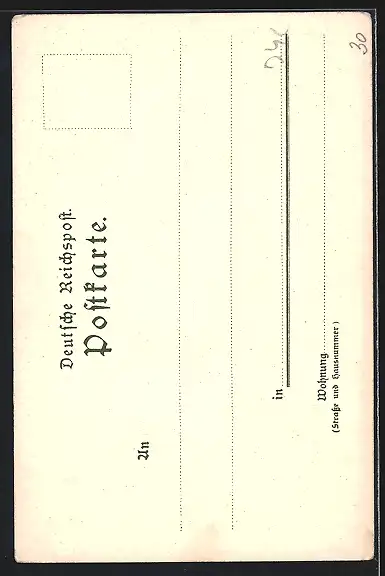 Deutsche Reichspost.
Postkarte.
An
in
Wohnung
(Straße und Hausnummer)
30